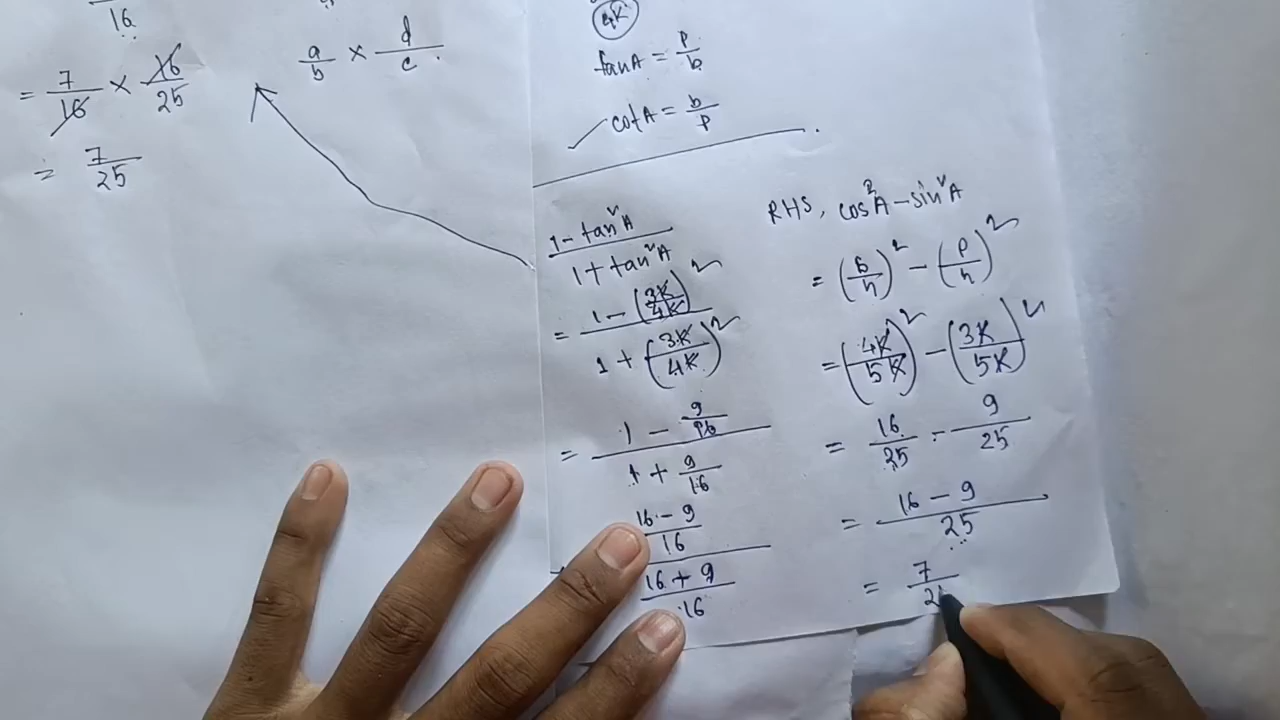 16
= 7/16 × 16/25
a/b × d/c
= 7/25
4K
tanA = P/b
cotA = b/P
1 - tan²A / 1 + tan²A
= 1 - (3K/4K)² / 1 + (3K/4K)²
= 1 - 9/16 / 1 + 9/16
16 - 9/16 / 16 + 9/16
RHS, cos²A - sin²A
= (b/h)² - (P/h)²
= (4K/5K)² - (3K/5K)²
= 16/25 - 9/25
= 16 - 9/25
= 7/2